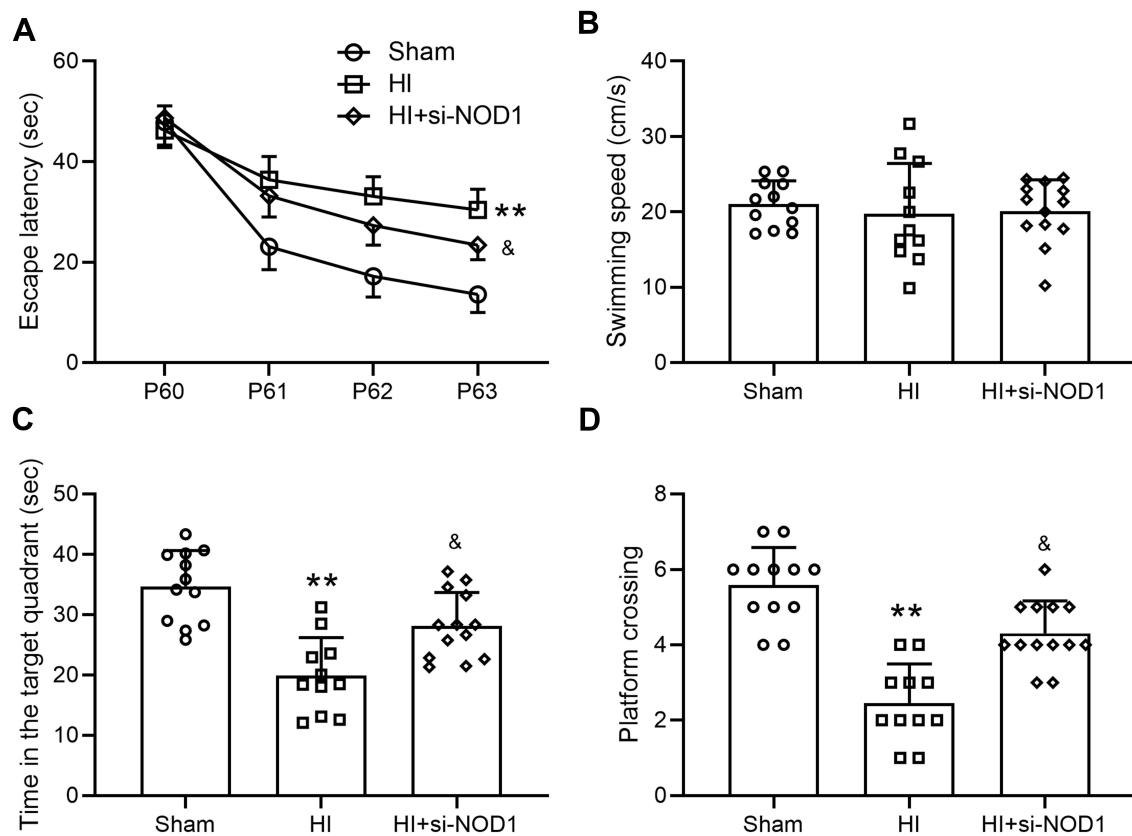 A
Escape latency (sec)
60
40
20
0
Sham
HI
HI+si-NOD1
**
&
P60 P61 P62 P63
B
Swimming speed (cm/s)
40
30
20
10
0
Sham HI HI+si-NOD1
C
Time in the target quadrant (sec)
50
40
30
20
10
0
**
&
Sham HI HI+si-NOD1
D
Platform crossing
8
6
4
2
0
**
&
Sham HI HI+si-NOD1